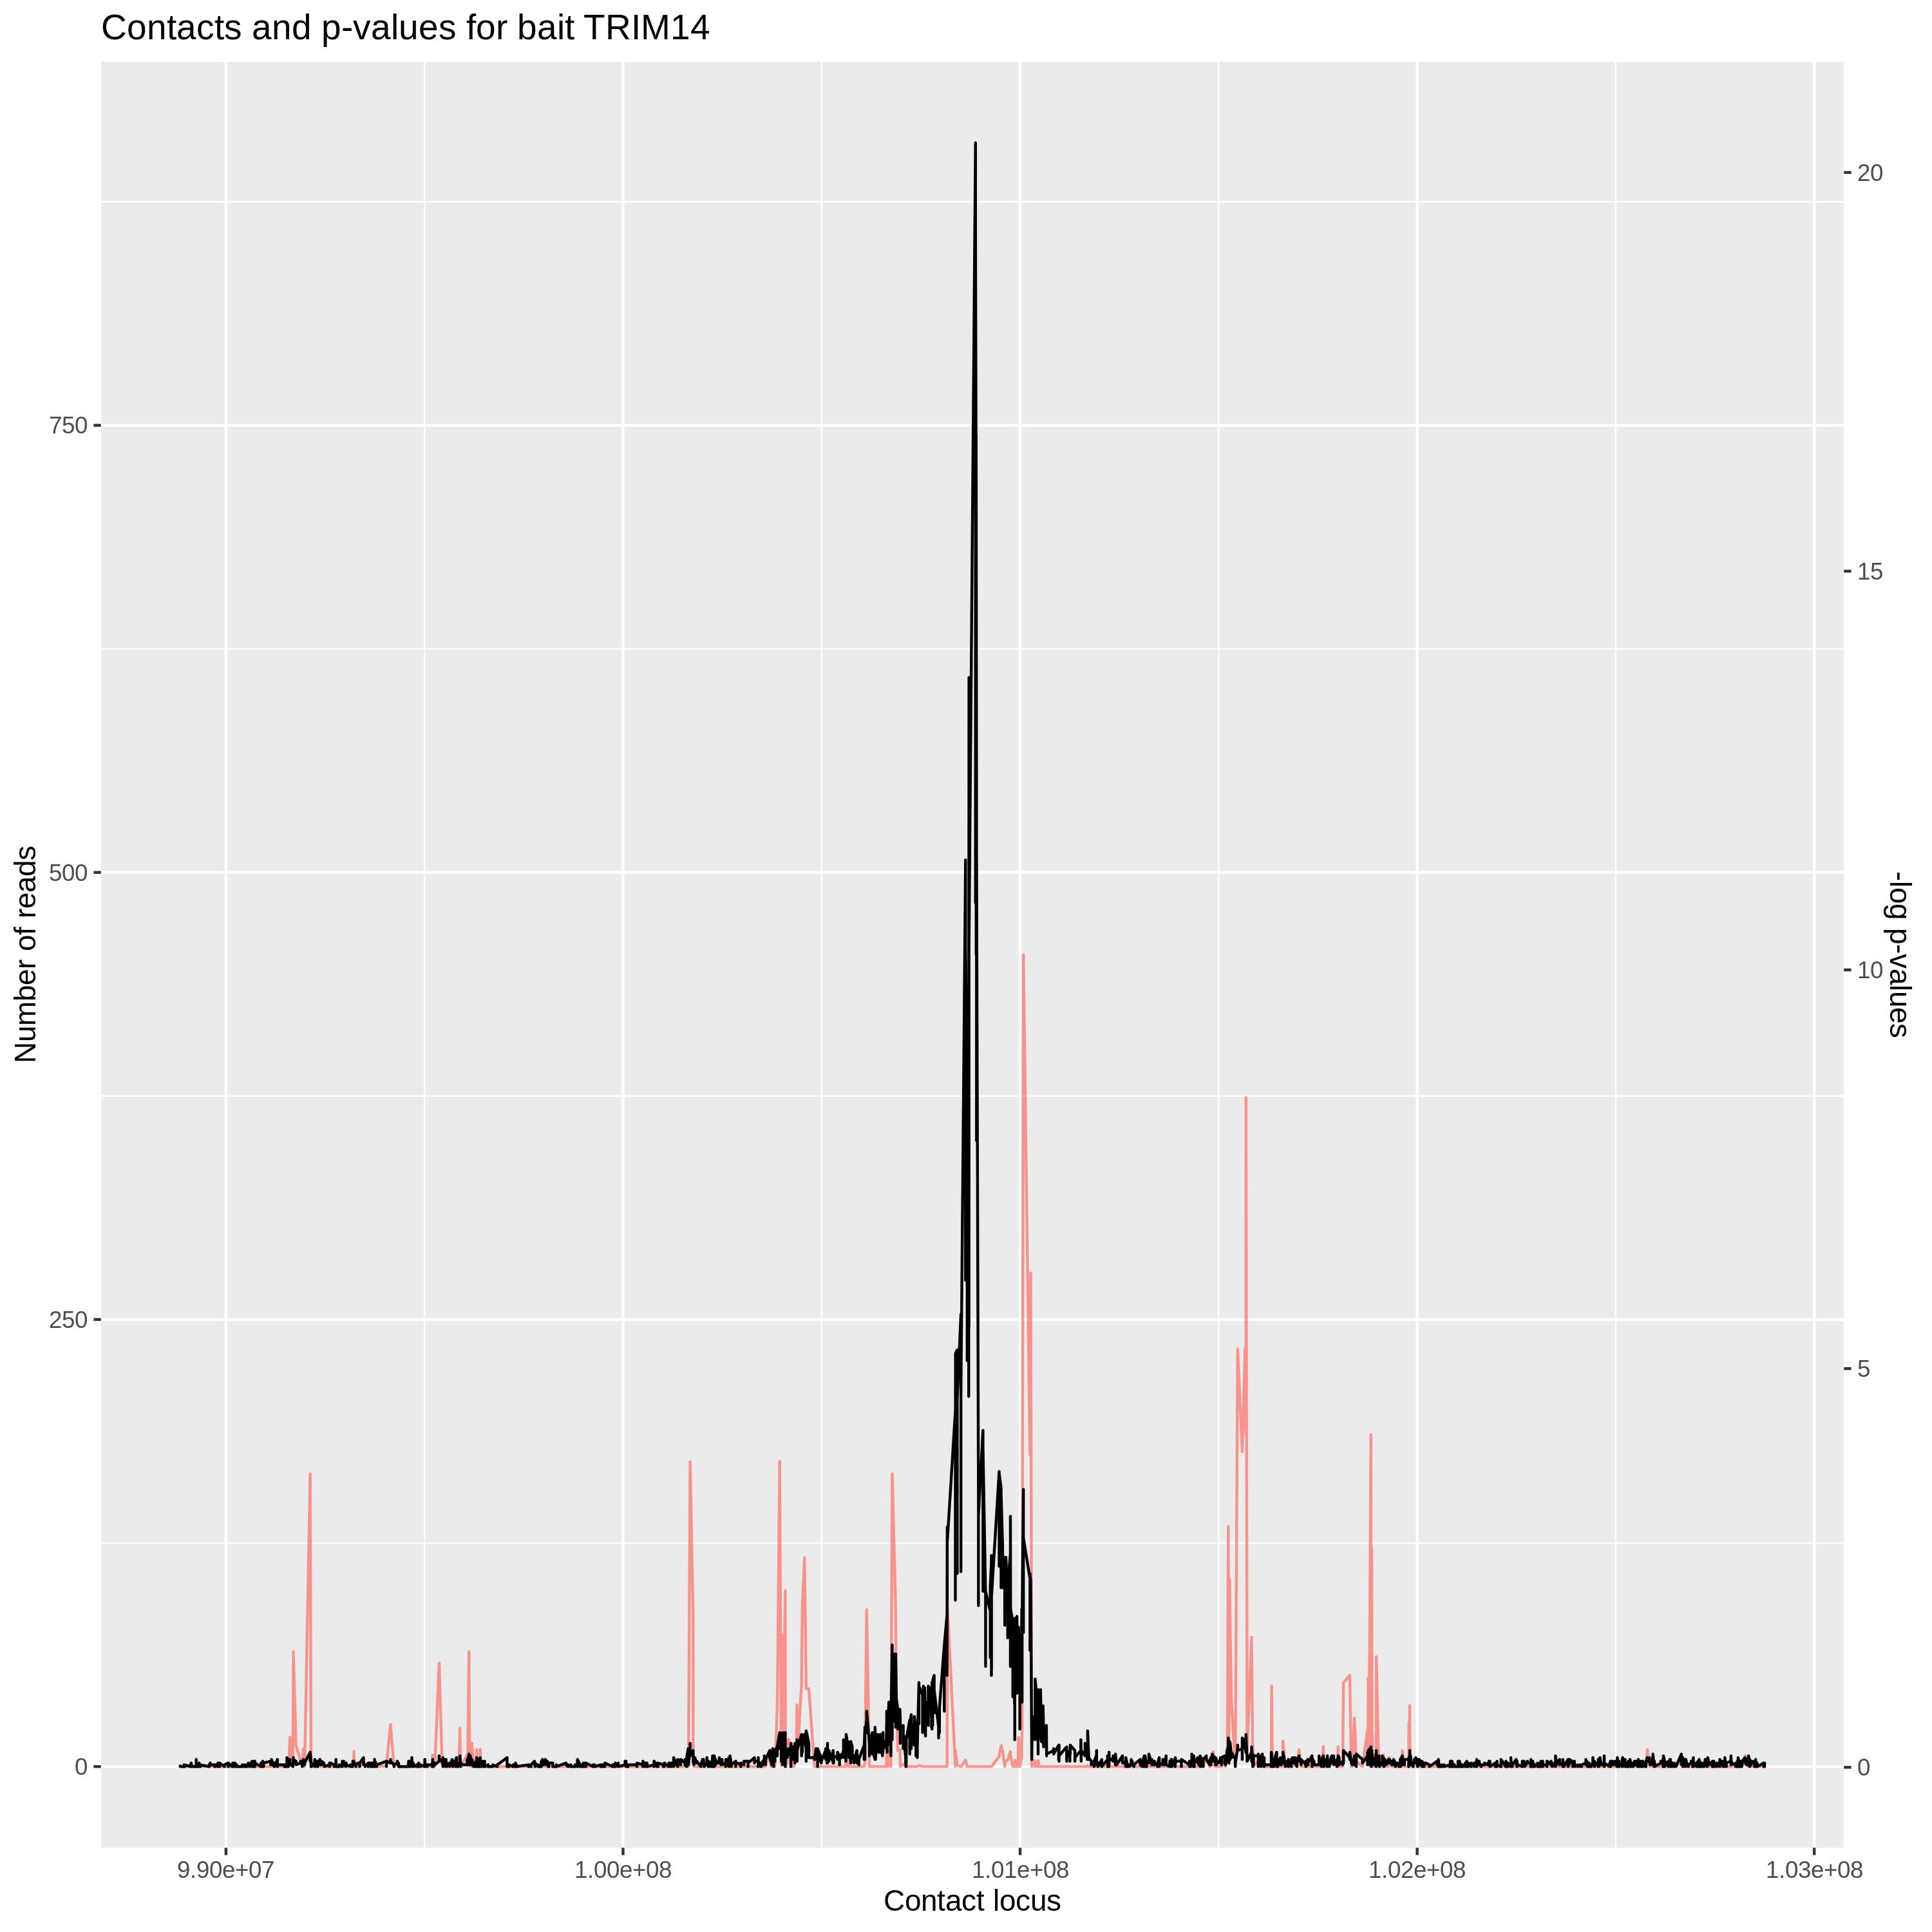 Contacts and p-values for bait TRIM14
750
500
250
0
Number of reads
20
15
10
5
0
-log p-values
9.90e+07
1.00e+08
1.01e+08
1.02e+08
1.03e+08
Contact locus